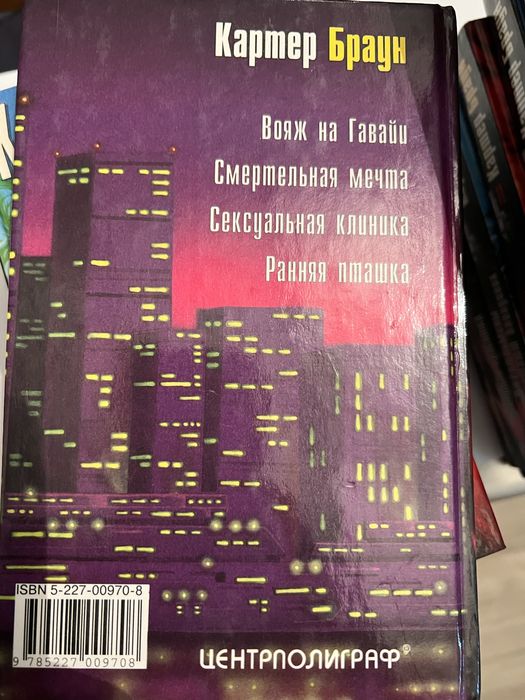 Картер Браун
Вояж на Гавайи
Смертельная мечта
Сексуальная клиника
Ранняя пташка
ISBN 5-227-00970-8
9 785227 009708
ЦЕНТРПОЛИГРАФ®